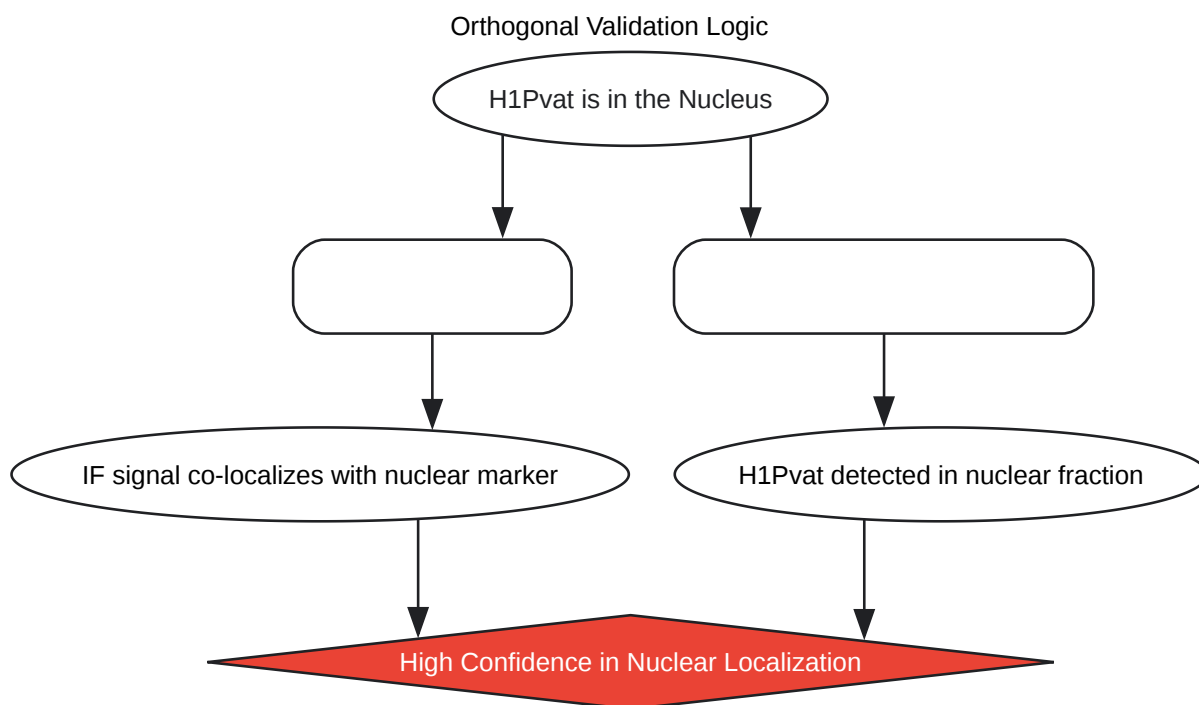 Orthogonal Validation Logic
H1Pvat is in the Nucleus
IF signal co-localizes with nuclear marker
H1Pvat detected in nuclear fraction
High Confidence in Nuclear Localization